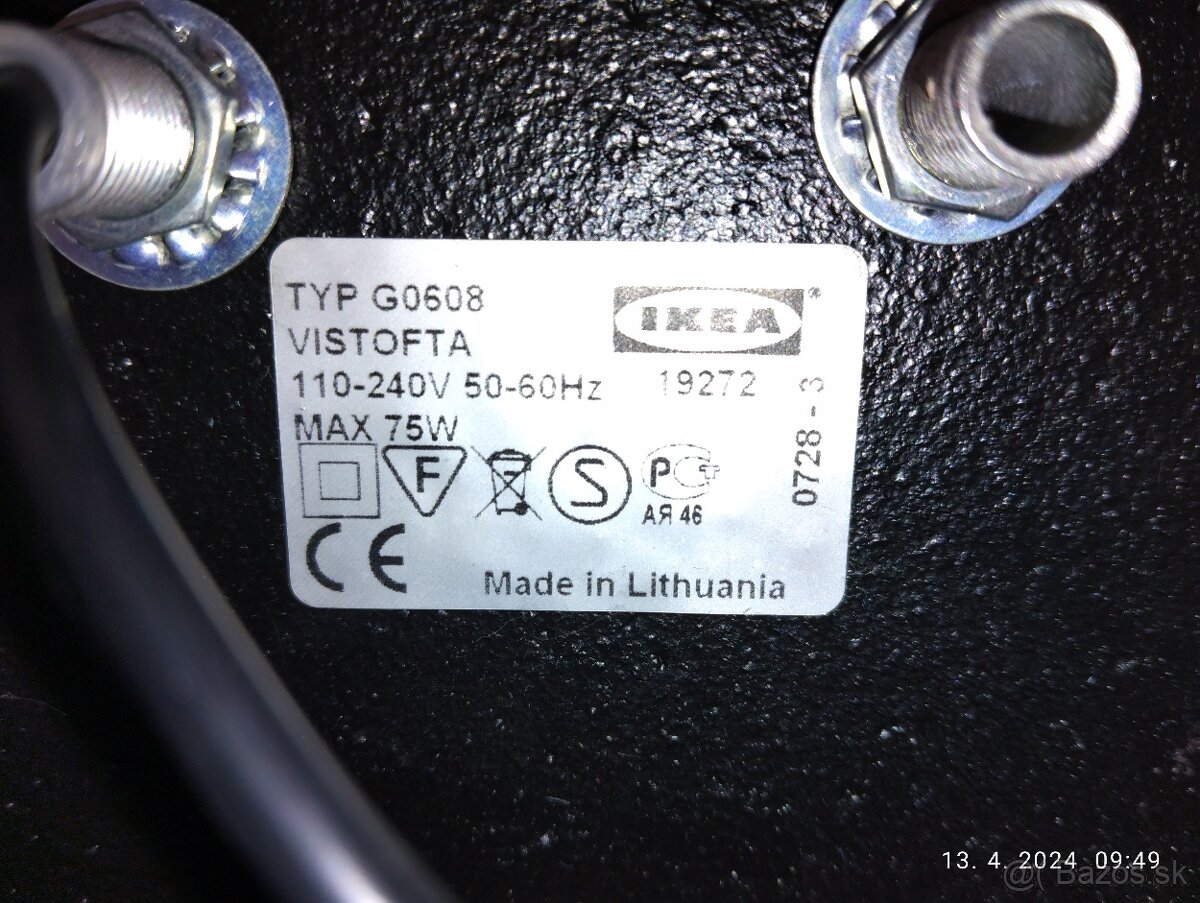 TYP G0608
VISTOFTA
IKEA®
110-240V 50-60Hz 19272
MAX 75W
0728-3
F
S
PCT
АЯ 46
CE
Made in Lithuania
13. 4. 2024 09:49
@( Bazos.sk